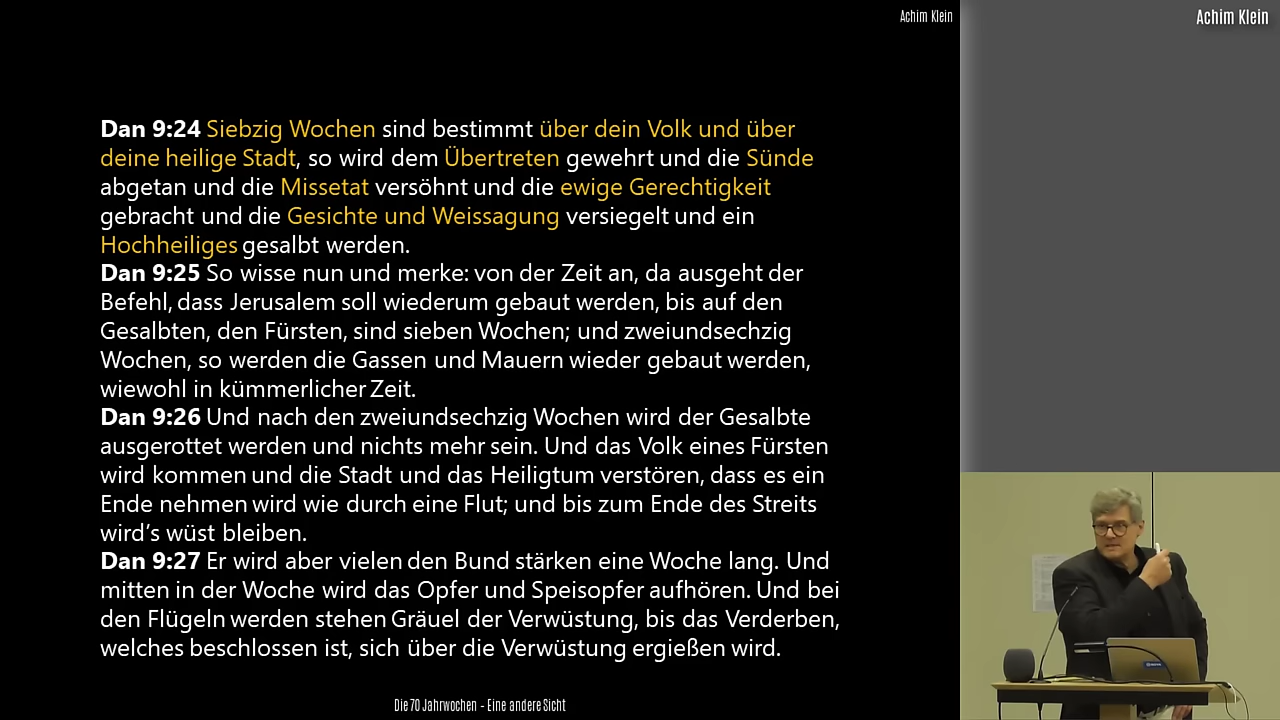 Achim Klein
Achim Klein
Dan 9:24 Siebzig Wochen sind bestimmt über dein Volk und über
deine heilige Stadt, so wird dem Übertreten gewehrt und die Sünde
abgetan und die Missetat versöhnt und die ewige Gerechtigkeit
gebracht und die Gesichte und Weissagung versiegelt und ein
Hochheiliges gesalbt werden.
Dan 9:25 So wisse nun und merke: von der Zeit an, da ausgeht der
Befehl, dass Jerusalem soll wiederum gebaut werden, bis auf den
Gesalbten, den Fürsten, sind sieben Wochen; und zweiundsechzig
Wochen, so werden die Gassen und Mauern wieder gebaut werden,
wiewohl in kümmerlicher Zeit.
Dan 9:26 Und nach den zweiundsechzig Wochen wird der Gesalbte
ausgerottet werden und nichts mehr sein. Und das Volk eines Fürsten
wird kommen und die Stadt und das Heiligtum verstören, dass es ein
Ende nehmen wird wie durch eine Flut; und bis zum Ende des Streits
wird's wüst bleiben.
Dan 9:27 Er wird aber vielen den Bund stärken eine Woche lang. Und
mitten in der Woche wird das Opfer und Speisopfer aufhören. Und bei
den Flügeln werden stehen Gräuel der Verwüstung, bis das Verderben,
welches beschlossen ist, sich über die Verwüstung ergießen wird.
Die 70 Jahrwochen - Eine andere Sicht